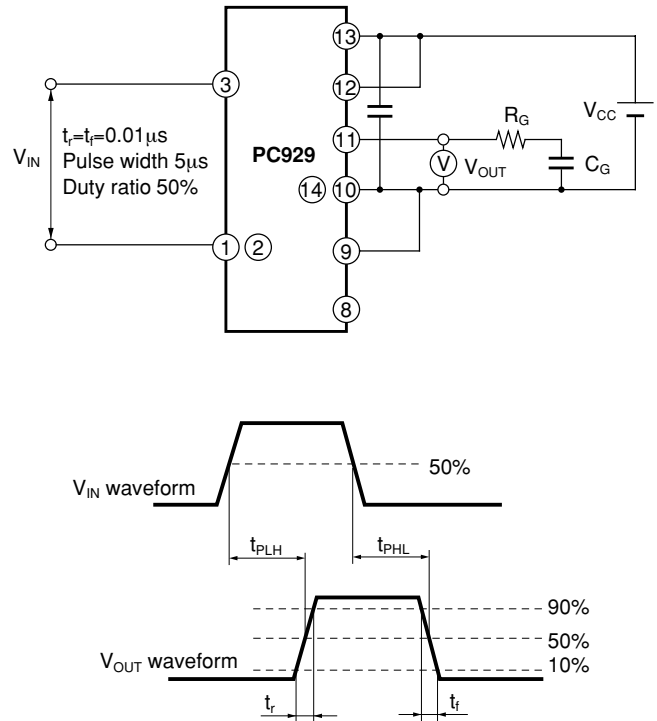 13
3
12
V_CC
R_G
t_r=t_f=0.01μs
11
V_IN
Pulse width 5μs
PC929
V
V_OUT
C_G
Duty ratio 50%
14
10
1
2
9
8
50%
V_IN waveform
t_PLH
t_PHL
90%
50%
V_OUT waveform
10%
t_r
t_f